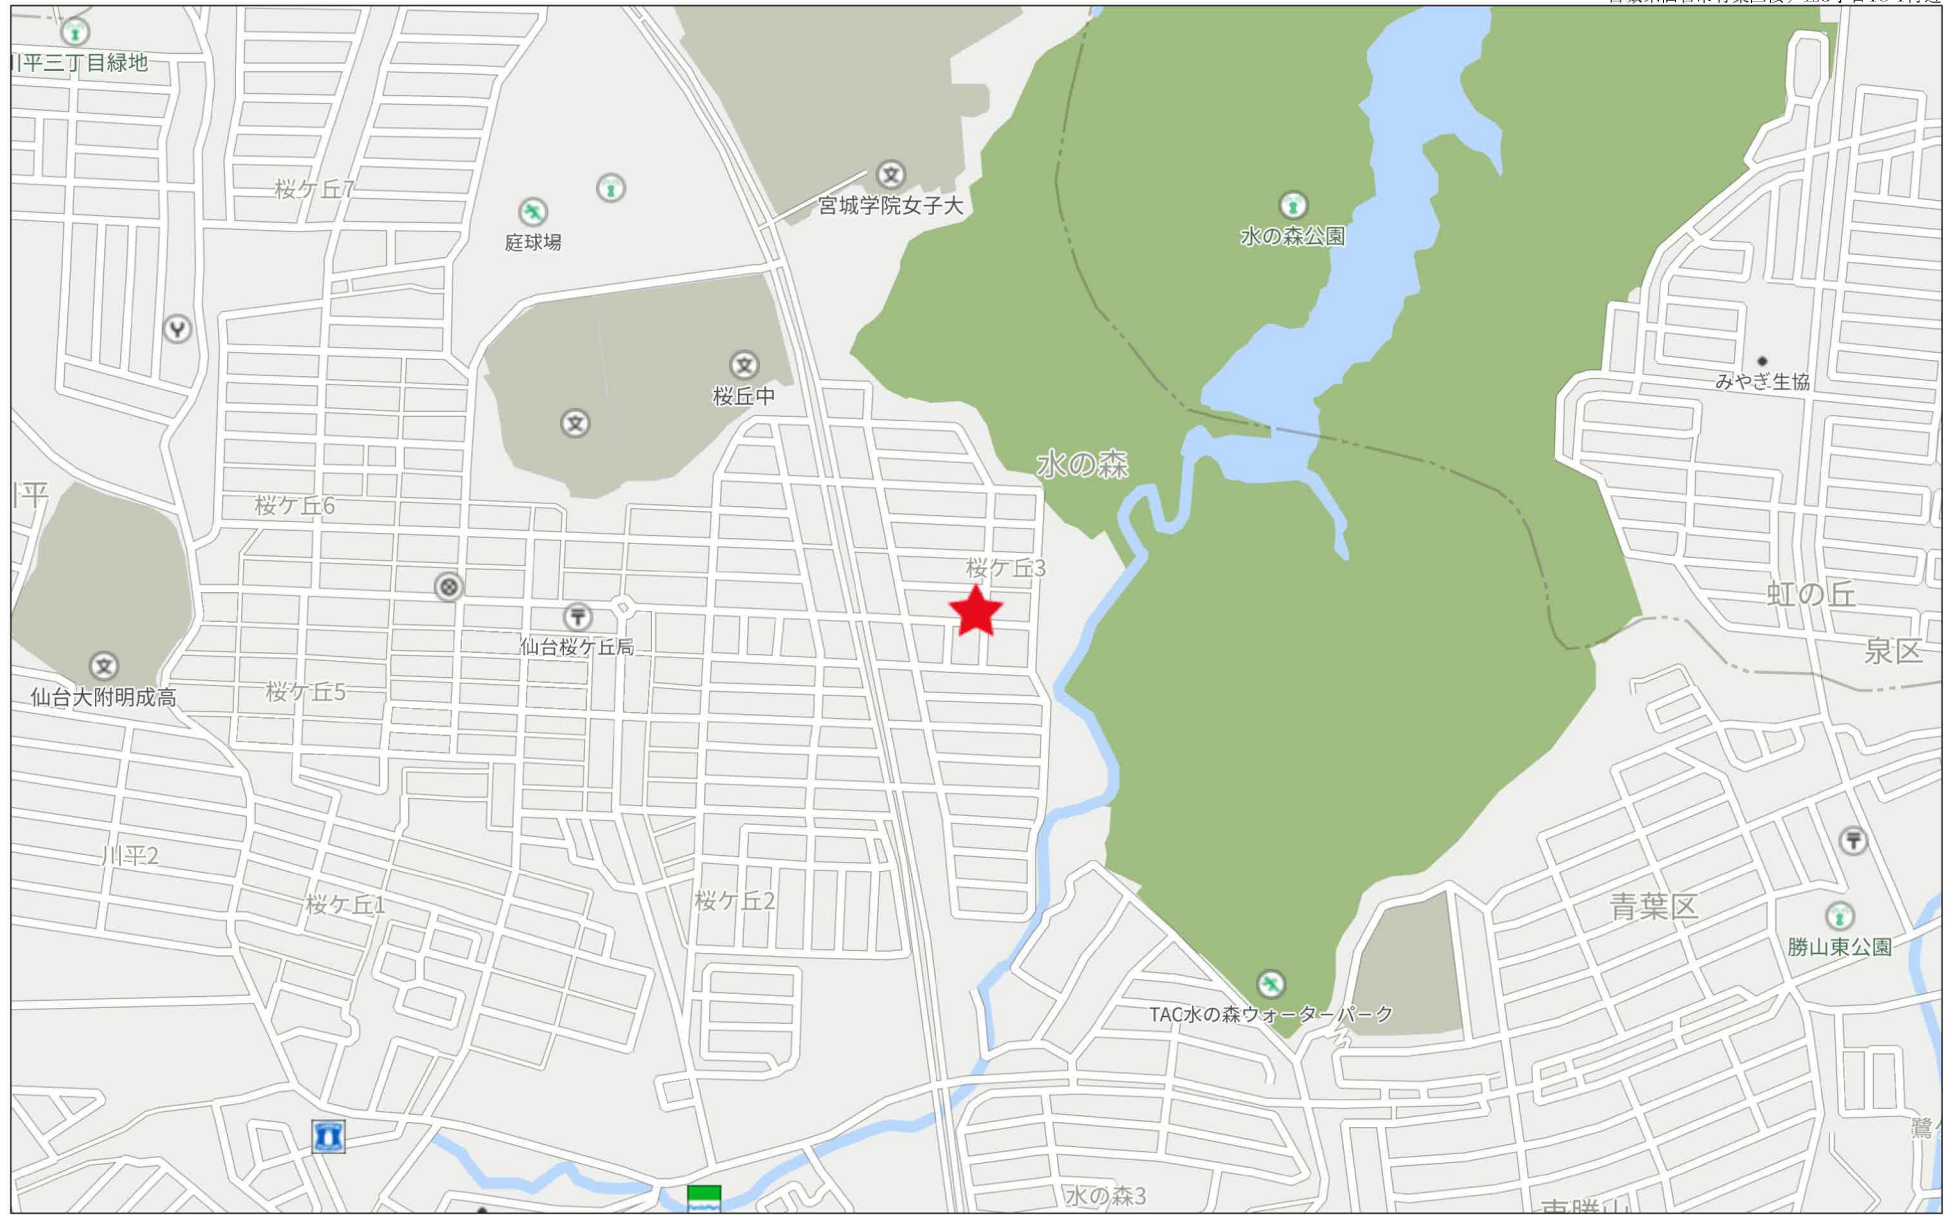 川平三丁目緑地
桜ケ丘7
庭球場
宮城学院女子大
水の森公園
みやぎ生協
桜丘中
水の森
桜ケ丘6
桜ケ丘3
仙台桜ケ丘局
虹の丘
泉区
仙台大附明成高
桜ケ丘5
川平2
桜ケ丘1
桜ケ丘2
青葉区
勝山東公園
TAC水の森ウォーターパーク
水の森3